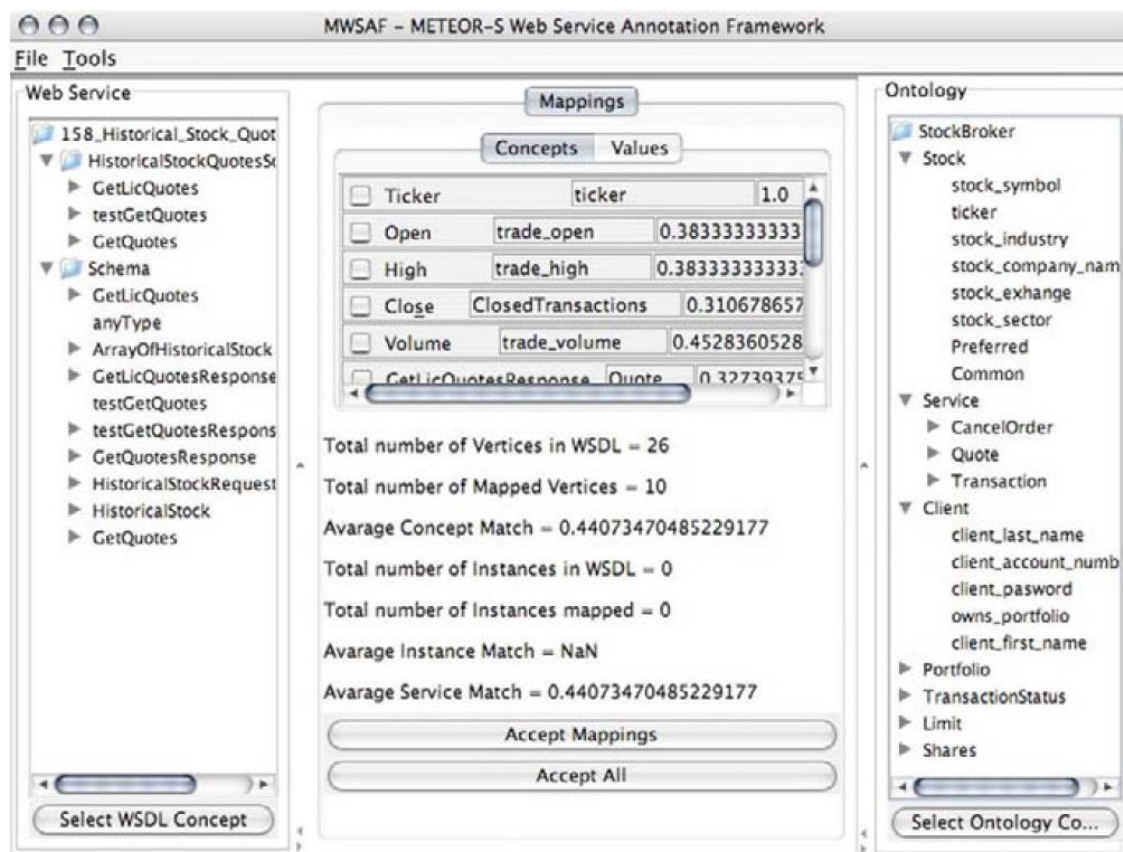 MWSAF – METEOR-S Web Service Annotation Framework
File Tools
Web Service
158_Historical_Stock_Quot
HistoricalStockQuotesSe
GetLicQuotes
testGetQuotes
GetQuotes
Schema
GetLicQuotes
anyType
ArrayOfHistoricalStock
GetLicQuotesResponse
testGetQuotes
testGetQuotesRespons
GetQuotesResponse
HistoricalStockRequest
HistoricalStock
GetQuotes
Select WSDL Concept
Mappings
Concepts Values
Ticker ticker 1.0
Open trade_open 0.38333333333
High trade_high 0.38333333333
Close ClosedTransactions 0.310678657
Volume trade_volume 0.4528360528
GetLicQuotesResponse Quote 0.32739375
Total number of Vertices in WSDL = 26
Total number of Mapped Vertices = 10
Avarage Concept Match = 0.44073470485229177
Total number of Instances in WSDL = 0
Total number of Instances mapped = 0
Avarage Instance Match = NaN
Avarage Service Match = 0.44073470485229177
Accept Mappings
Accept All
Ontology
StockBroker
Stock
stock_symbol
ticker
stock_industry
stock_company_nam
stock_exhange
stock_sector
Preferred
Common
Service
CancelOrder
Quote
Transaction
Client
client_last_name
client_account_numb
client_pasword
owns_portfolio
client_first_name
Portfolio
TransactionStatus
Limit
Shares
Select Ontology Co...